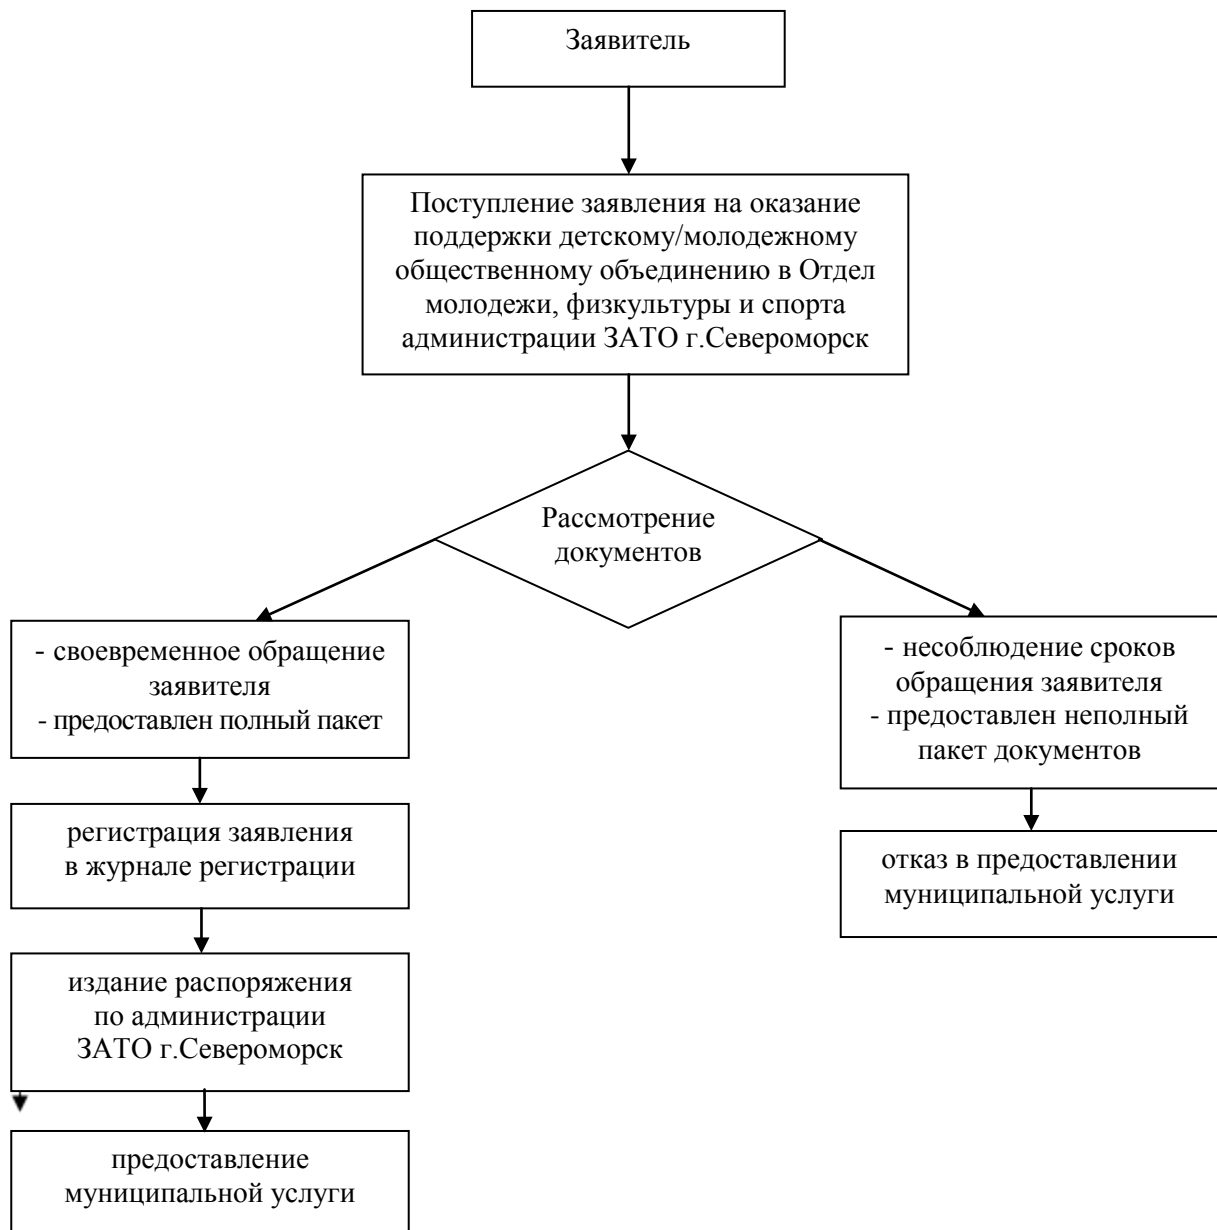 Заявитель
Поступление заявления на оказание
поддержки детскому/молодежному
общественному объединению в Отдел
молодежи, физкультуры и спорта
администрации ЗАТО г.Североморск
Рассмотрение
документов
- своевременное обращение
заявителя
- предоставлен полный пакет
регистрация заявления
в журнале регистрации
издание распоряжения
по администрации
ЗАТО г.Североморск
предоставление
муниципальной услуги
- несоблюдение сроков
обращения заявителя
- предоставлен неполный
пакет документов
отказ в предоставлении
муниципальной услуги